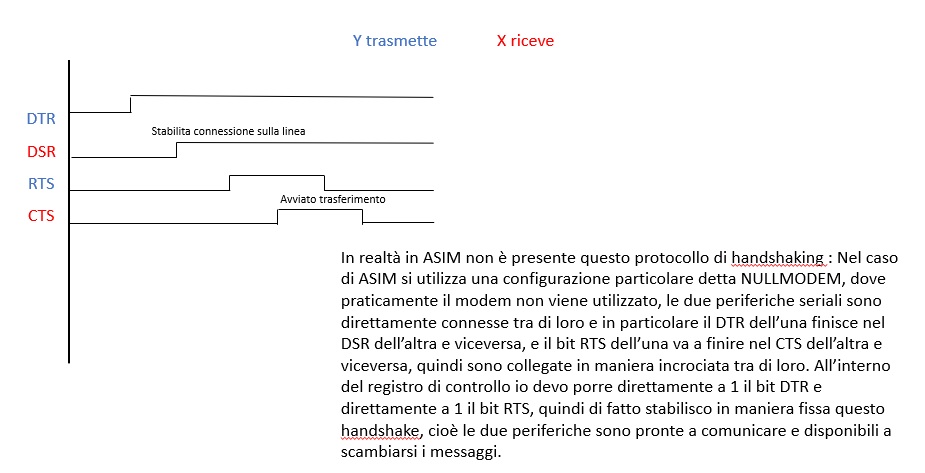 Y trasmette X riceve
DTR
Stabilita connessione sulla linea
DSR
RTS
Avviato trasferimento
CTS
In realtà in ASIM non è presente questo protocollo di handshaking : Nel caso
di ASIM si utilizza una configurazione particolare detta NULLMODEM, dove
praticamente il modem non viene utilizzato, le due periferiche seriali sono
direttamente connesse tra di loro e in particolare il DTR dell'una finisce nel
DSR dell'altra e viceversa, e il bit RTS dell'una va a finire nel CTS dell'altra e
viceversa, quindi sono collegate in maniera incrociata tra di loro. All'interno
del registro di controllo io devo porre direttamente a 1 il bit DTR e
direttamente a 1 il bit RTS, quindi di fatto stabilisco in maniera fissa questo
handshake, cioè le due periferiche sono pronte a comunicare e disponibili a
scambiarsi i messaggi.